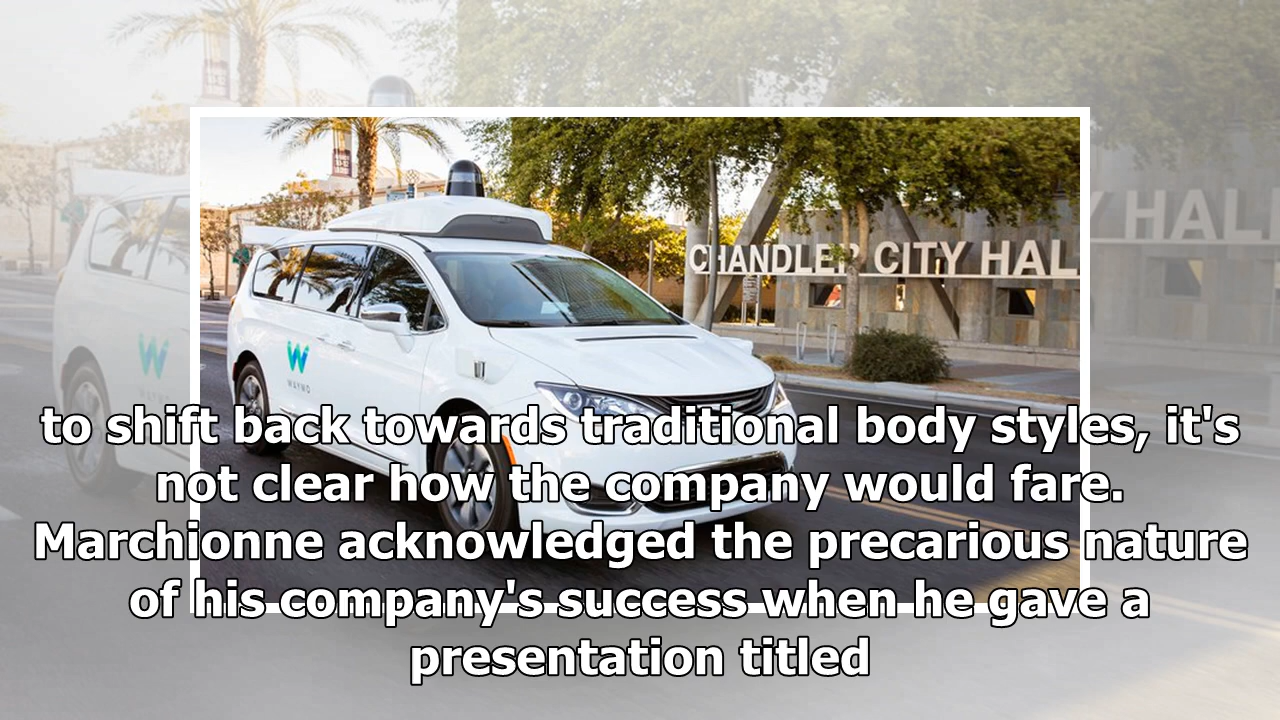 CHANDLER CITY HAL
Y HAL
WAYMO
to shift back towards traditional body styles, it's
not clear how the company would fare.
Marchionne acknowledged the precarious nature
of his company's success when he gave a
presentation titled